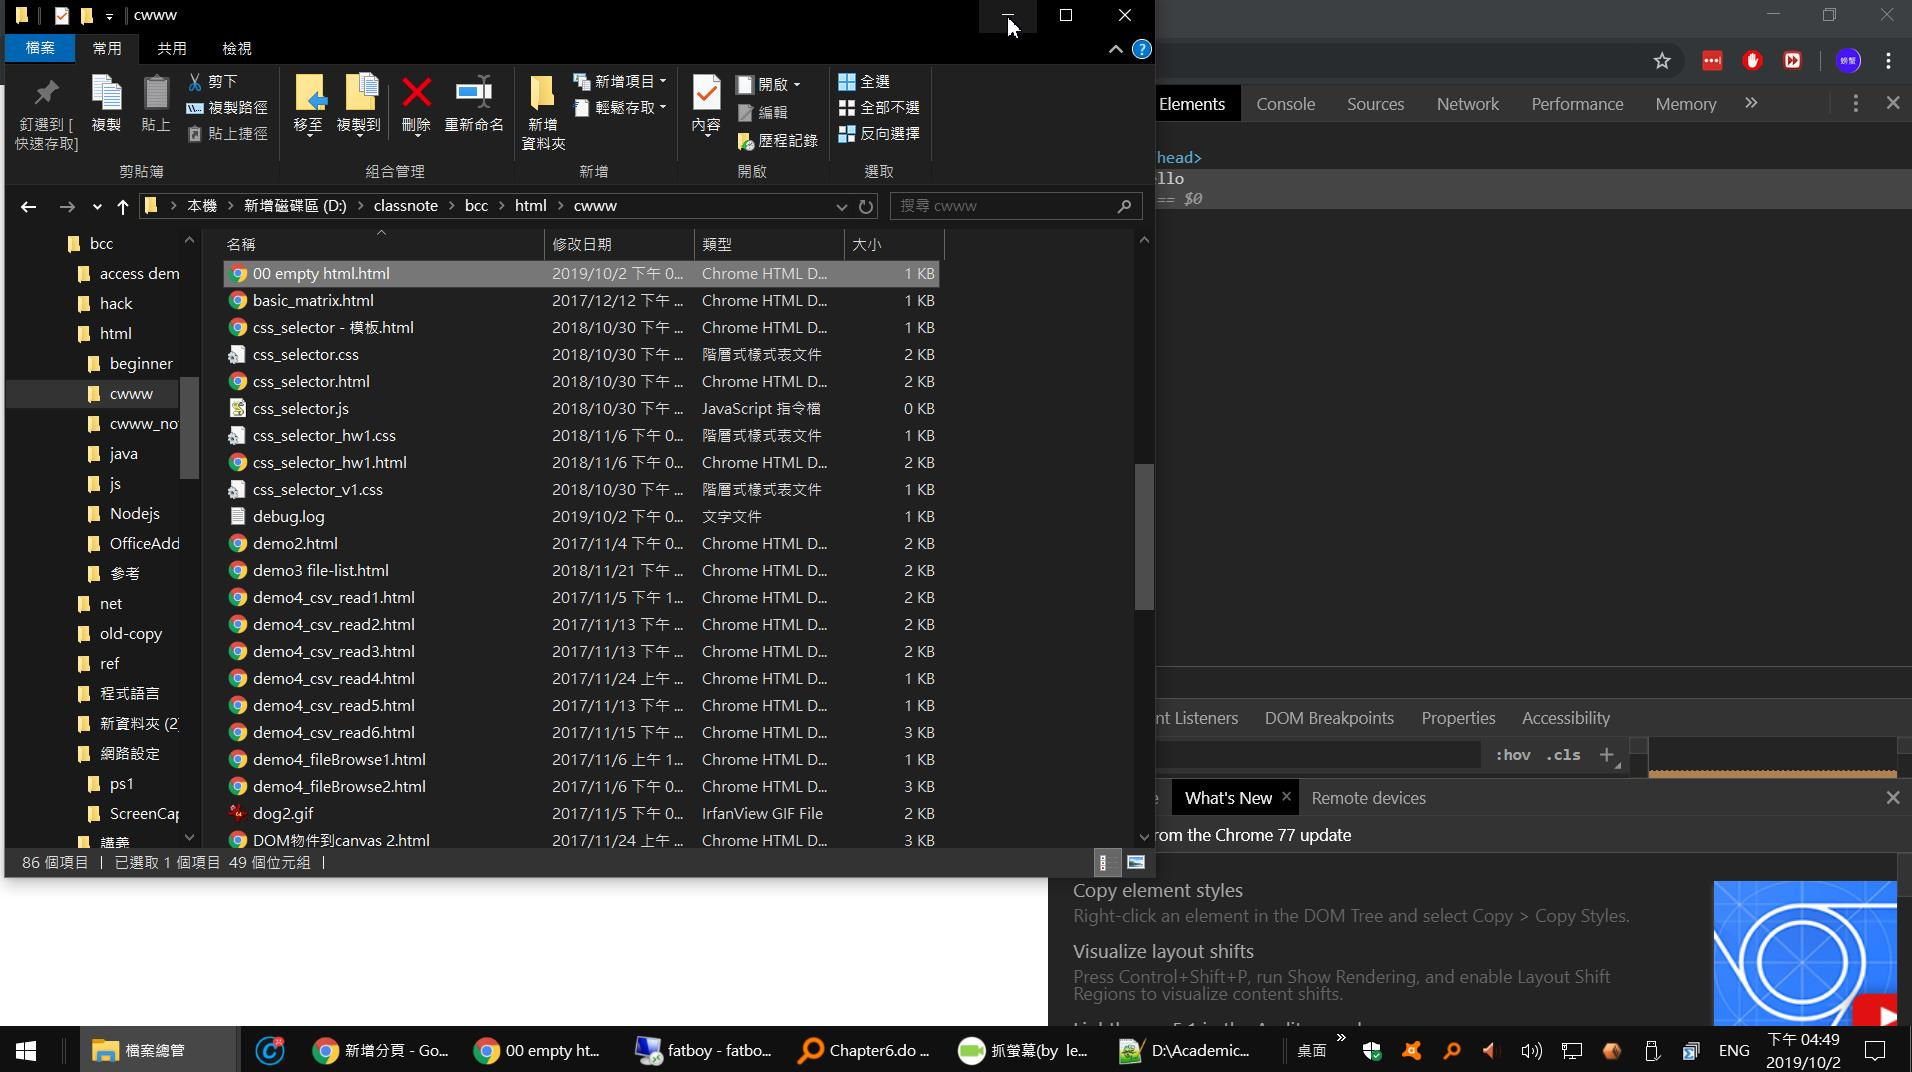 cwww
檔案 常用 共用 檢視
釘選到 [
快速存取]
複製
貼上
剪下
複製路徑
貼上捷徑
剪貼簿
移至
複製到
刪除
重新命名
組合管理
新增
資料夾
新增項目
輕鬆存取
新增
內容
開啟
編輯
歷程記錄
開啟
全選
全部不選
反向選擇
選取
本機 > 新增磁碟區 (D:) > classnote > bcc > html > cwww
搜尋 cwww
bcc
access dem
hack
html
beginner
cwww
cwww_no
java
js
Nodejs
OfficeAdd
參考
net
old-copy
ref
程式語言
新資料夾 (2
網路設定
ps1
ScreenCap
講義
名稱 修改日期 類型 大小
00 empty html.html 2019/10/2 下午 0... Chrome HTML D... 1 KB
basic_matrix.html 2017/12/12 下午 ... Chrome HTML D... 1 KB
css_selector - 模板.html 2018/10/30 下午 ... Chrome HTML D... 1 KB
css_selector.css 2018/10/30 下午 ... 階層式樣式表文件 2 KB
css_selector.html 2018/10/30 下午 ... Chrome HTML D... 2 KB
css_selector.js 2018/10/30 下午 ... JavaScript 指令檔 0 KB
css_selector_hw1.css 2018/11/6 下午 0... 階層式樣式表文件 1 KB
css_selector_hw1.html 2018/11/6 下午 0... Chrome HTML D... 2 KB
css_selector_v1.css 2018/10/30 下午 ... 階層式樣式表文件 1 KB
debug.log 2019/10/2 下午 0... 文字文件 1 KB
demo2.html 2017/11/4 下午 0... Chrome HTML D... 2 KB
demo3 file-list.html 2018/11/21 下午 ... Chrome HTML D... 2 KB
demo4_csv_read1.html 2017/11/5 下午 1... Chrome HTML D... 2 KB
demo4_csv_read2.html 2017/11/13 下午 ... Chrome HTML D... 2 KB
demo4_csv_read3.html 2017/11/13 下午 ... Chrome HTML D... 2 KB
demo4_csv_read4.html 2017/11/24 上午 ... Chrome HTML D... 1 KB
demo4_csv_read5.html 2017/11/13 下午 ... Chrome HTML D... 1 KB
demo4_csv_read6.html 2017/11/15 下午 ... Chrome HTML D... 3 KB
demo4_fileBrowse1.html 2017/11/6 上午 1... Chrome HTML D... 1 KB
demo4_fileBrowse2.html 2017/11/6 下午 0... Chrome HTML D... 3 KB
dog2.gif 2017/11/5 下午 0... IrfanView GIF File 2 KB
DOM物件到canvas 2.html 2017/11/24 上午 ... Chrome HTML D... 3 KB
86 個項目 | 已選取 1 個項目 49 個位元組 |
Elements Console Sources Network Performance Memory »
head>
llo
== $0
nt Listeners DOM Breakpoints Properties Accessibility
:hov .cls +
What's New × Remote devices
rom the Chrome 77 update
Copy element styles
Right-click an element in the DOM Tree and select Copy > Copy Styles.
Visualize layout shifts
Press Control+Shift+P, run Show Rendering, and enable Layout Shift
Regions to visualize content shifts.
檔案總管 新增分頁 - Go... 00 empty ht... fatboy - fatbo... Chapter6.do ... 抓螢幕(by le... D:\Academic... 桌面 » ENG
下午 04:49
2019/10/2